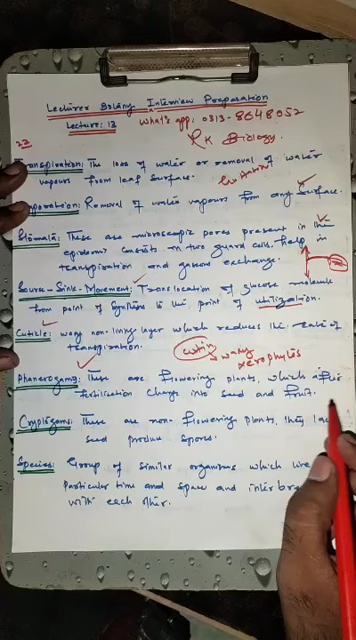 Lecturer Botany Interview Preparation
Lecture: 13 What's app: 0313-8648052
RK Biology
Transpiration: The loss of water or removal of water
vapours from leaf surface.
Evaporation: Removal of water vapours from any surface.
Stomata: These are microscopic pores present in the
epidermis consists on two guard cells, help in
transpiration and gaseous exchange.
Source-Sink-Movement: Translocation of glucose molecule
from point of synthesis to the point of utilization.
Cuticle: waxy non-living layer which reduces the rate of
transpiration.
Cutin → waxy
xerophytes
Phanerogams: These are flowering plants, which after
fertilization change into seed and fruit.
Cryptogams: These are non-flowering plants, they lac
seed produce spores.
Species: Group of similar organisms which live
particular time and space and interbre
with each other.